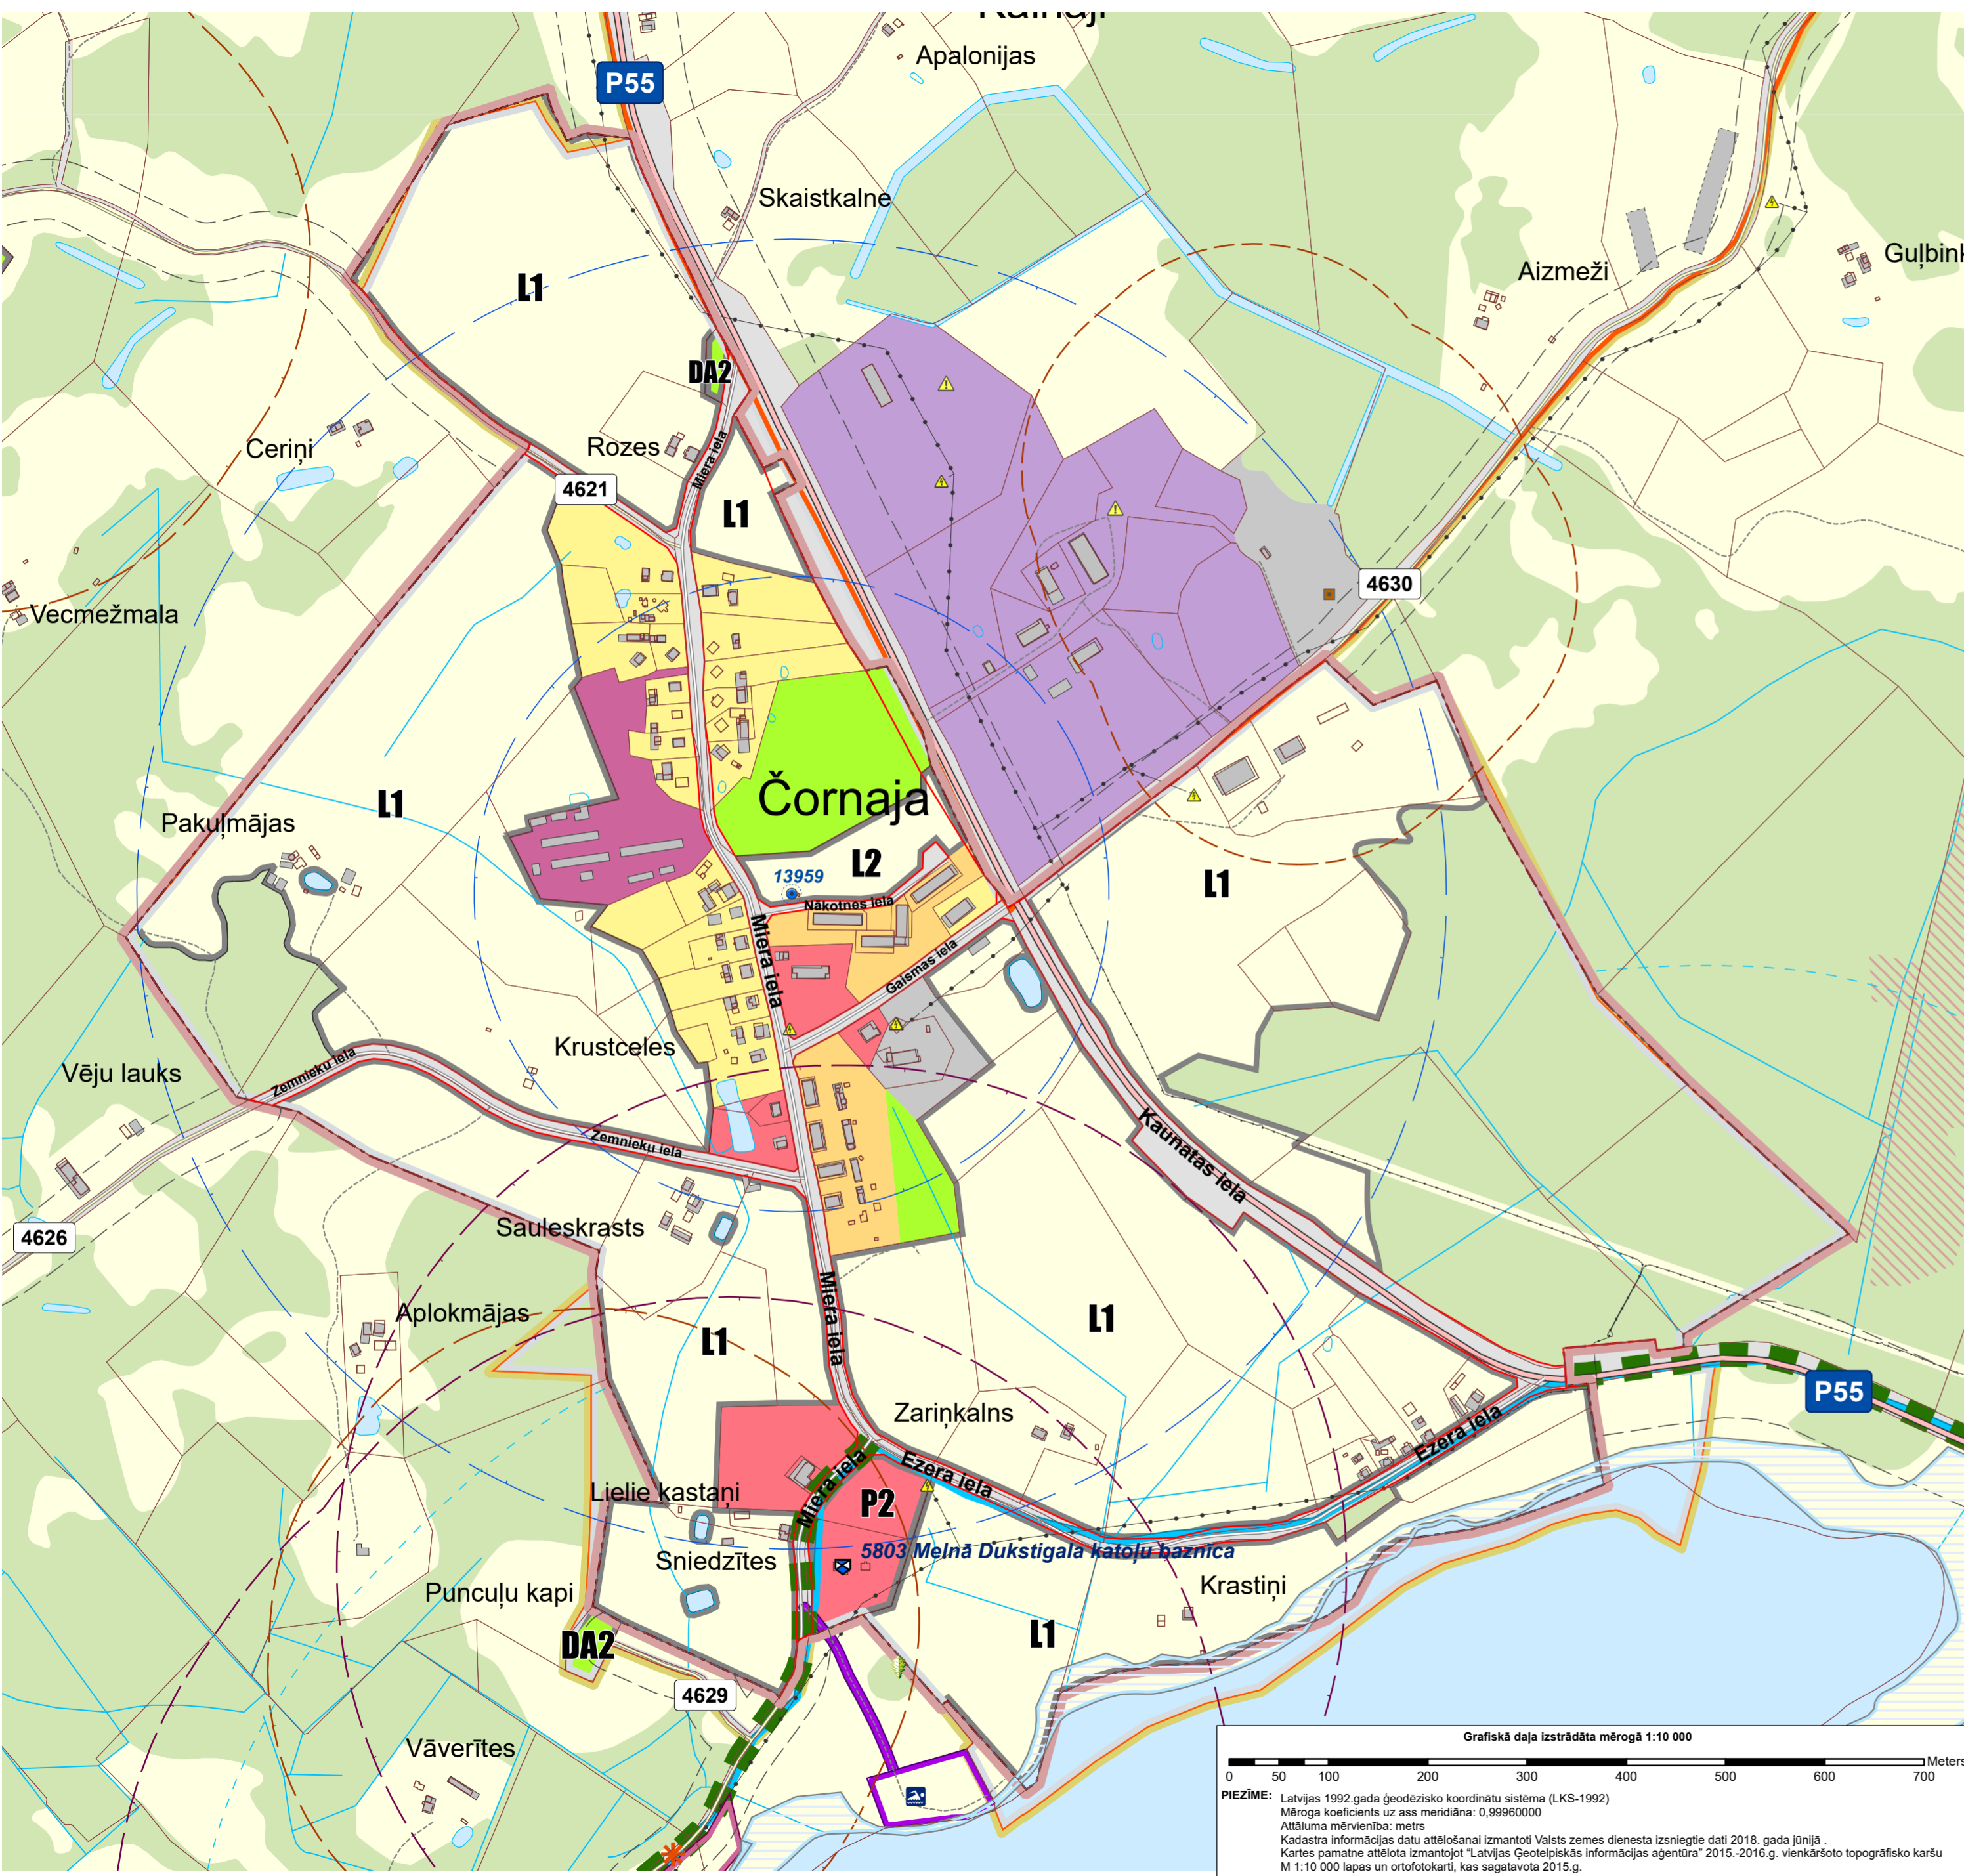 Kalnāji
Apalonijas
P55
Skaistkalne
Guļbin
Aizmeži
L1
DA2
Ceriņi
Rozes
Miera iela
4621
L1
4630
Vecmežmala
Čornaja
L1
Pakuļmājas
L2
13959
L1
Nākotnes iela
Miera iela
Gaismas iela
Krustceles
Vēju lauks
Zemnieku iela
Kaunatas iela
Zemnieku iela
Sauleskrasts
4626
Miera iela
Aplokmājas
L1
L1
P55
Zariņkalns
Ezera iela
Ezera iela
Miera iela
Lielie kastaņi
P2
5803 Melnā Dukstigala katoļu baznīca
Sniedzītes
Krastiņi
Puncuļu kapi
L1
DA2
4629
Vāverītes
Grafiskā daļa izstrādāta mērogā 1:10 000
Meters
0 50 100 200 300 400 500 600 700
PIEZĪME: Latvijas 1992.gada ģeodēzisko koordinātu sistēma (LKS-1992)
Mēroga koeficients uz ass meridiāna: 0,99960000
Attāluma mērvienība: metrs
Kadastra informācijas datu attēlošanai izmantoti Valsts zemes dienesta izsniegtie dati 2018. gada jūnijā .
Kartes pamatne attēlota izmantojot "Latvijas Ģeotelpiskās informācijas aģentūra" 2015.-2016.g. vienkāršoto topogrāfisko karšu
M 1:10 000 lapas un ortofotokarti, kas sagatavota 2015.g.